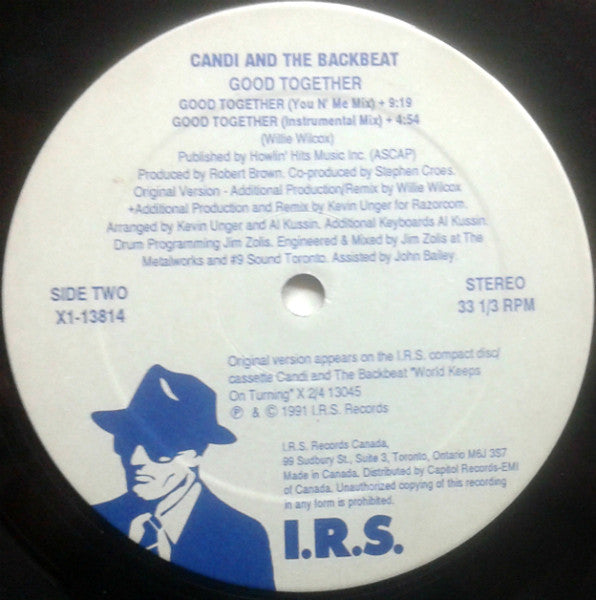 CANDI AND THE BACKBEAT
GOOD TOGETHER
GOOD TOGETHER (You N' Me Mix) + 9:19
GOOD TOGETHER (Instrumental Mix) + 4:54
(Willie Wilcox)
Published by Howlin' Hits Music Inc. (ASCAP)
Produced by Robert Brown. Co-produced by Stephen Croes.
Original Version - Additional Production/Remix by Willie Wilcox
+Additional Production and Remix by Kevin Unger for Razorcom.
Arranged by Kevin Unger and Al Kussin. Additional Keyboards Al Kussin.
Drum Programming Jim Zolis. Engineered & Mixed by Jim Zolis at The
Metalworks and #9 Sound Toronto. Assisted by John Bailey.
SIDE TWO
X1-13814
STEREO
33 1/3 RPM
Original version appears on the I.R.S. compact disc/
cassette Candi and The Backbeat "World Keeps
On Turning" X 2/4 13045
℗ & © 1991 I.R.S. Records
I.R.S. Records Canada,
99 Sudbury St., Suite 3, Toronto, Ontario M6J 3S7
Made in Canada. Distributed by Capitol Records-EMI
of Canada. Unauthorized copying of this recording
in any form is prohibited.
I.R.S.